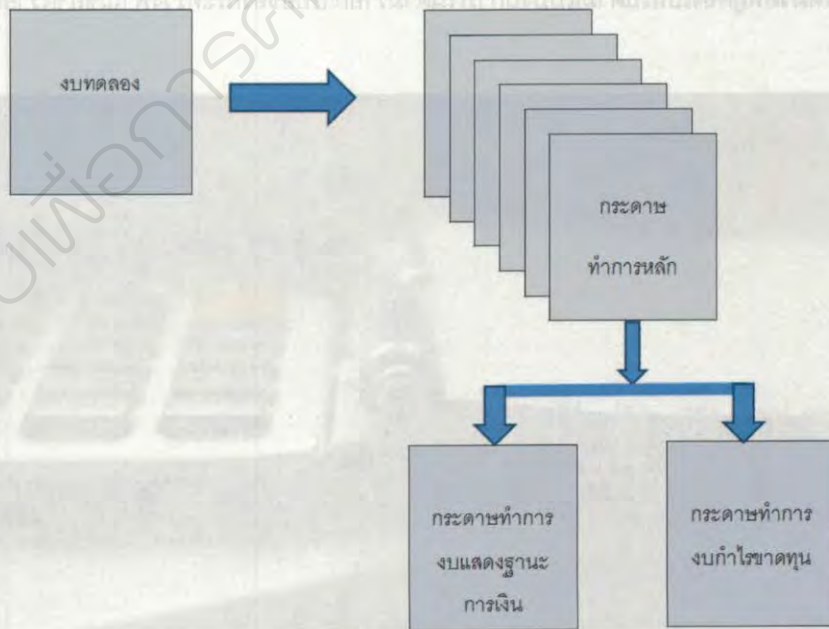 งบทดลอง
กระดาษ
ทำการหลัก
กระดาษทำการ
งบแสดงฐานะ
การเงิน
กระดาษทำการ
งบกำไรขาดทุน